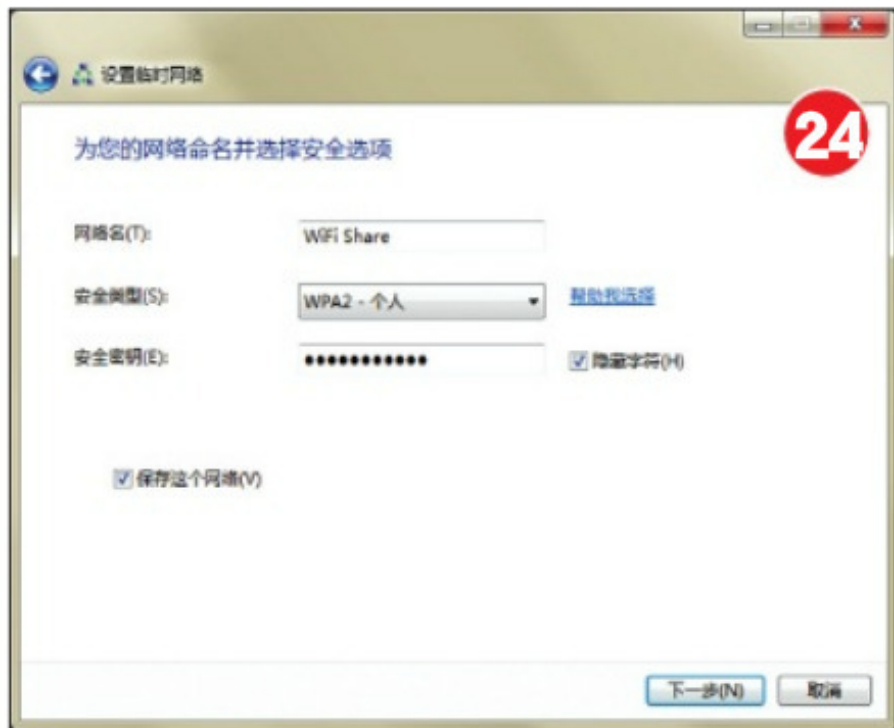 设置临时网络
24
为您的网络命名并选择安全选项
网络名(T): WiFi Share
安全类型(S): WPA2 - 个人 帮助我选择
安全密钥(E): ●●●●●●●●●●● 隐藏字符(H)
保存这个网络(V)
下一步(N) 取消